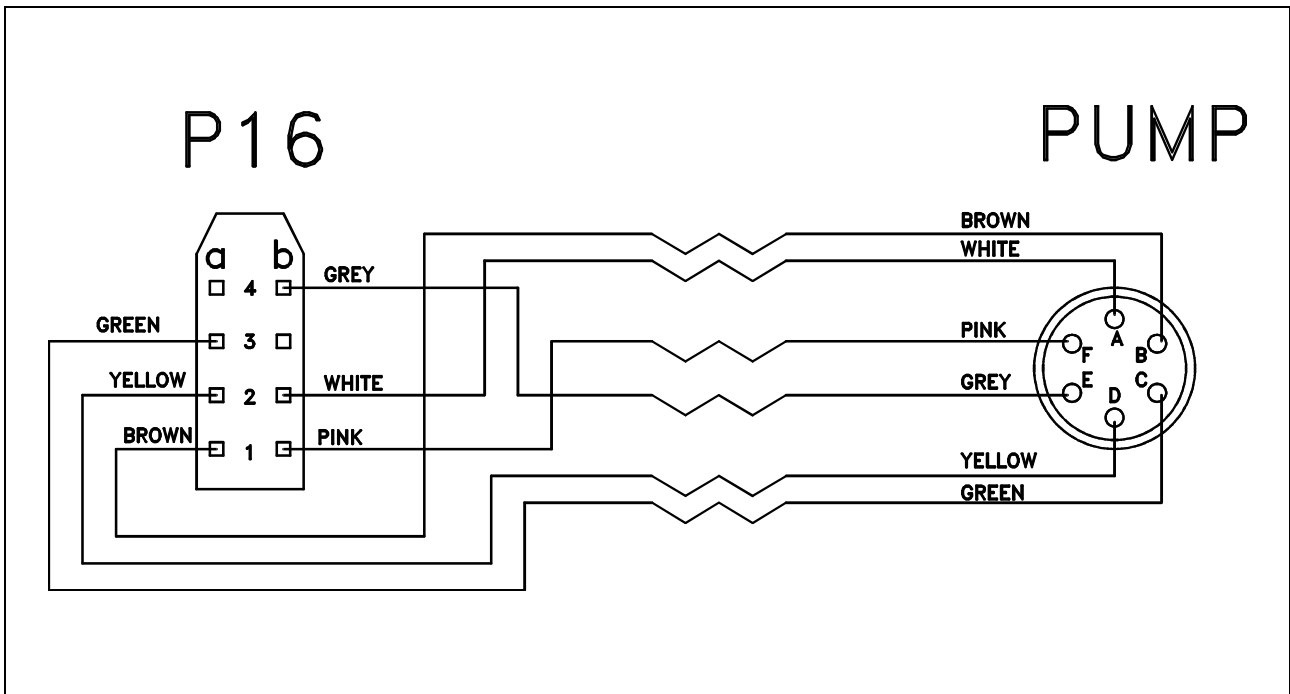 P16
PUMP
BROWN
WHITE
a b
4 GREY
GREEN
3
PINK
A
F B
YELLOW
2 WHITE
GREY
E C
D
BROWN
1 PINK
YELLOW
GREEN